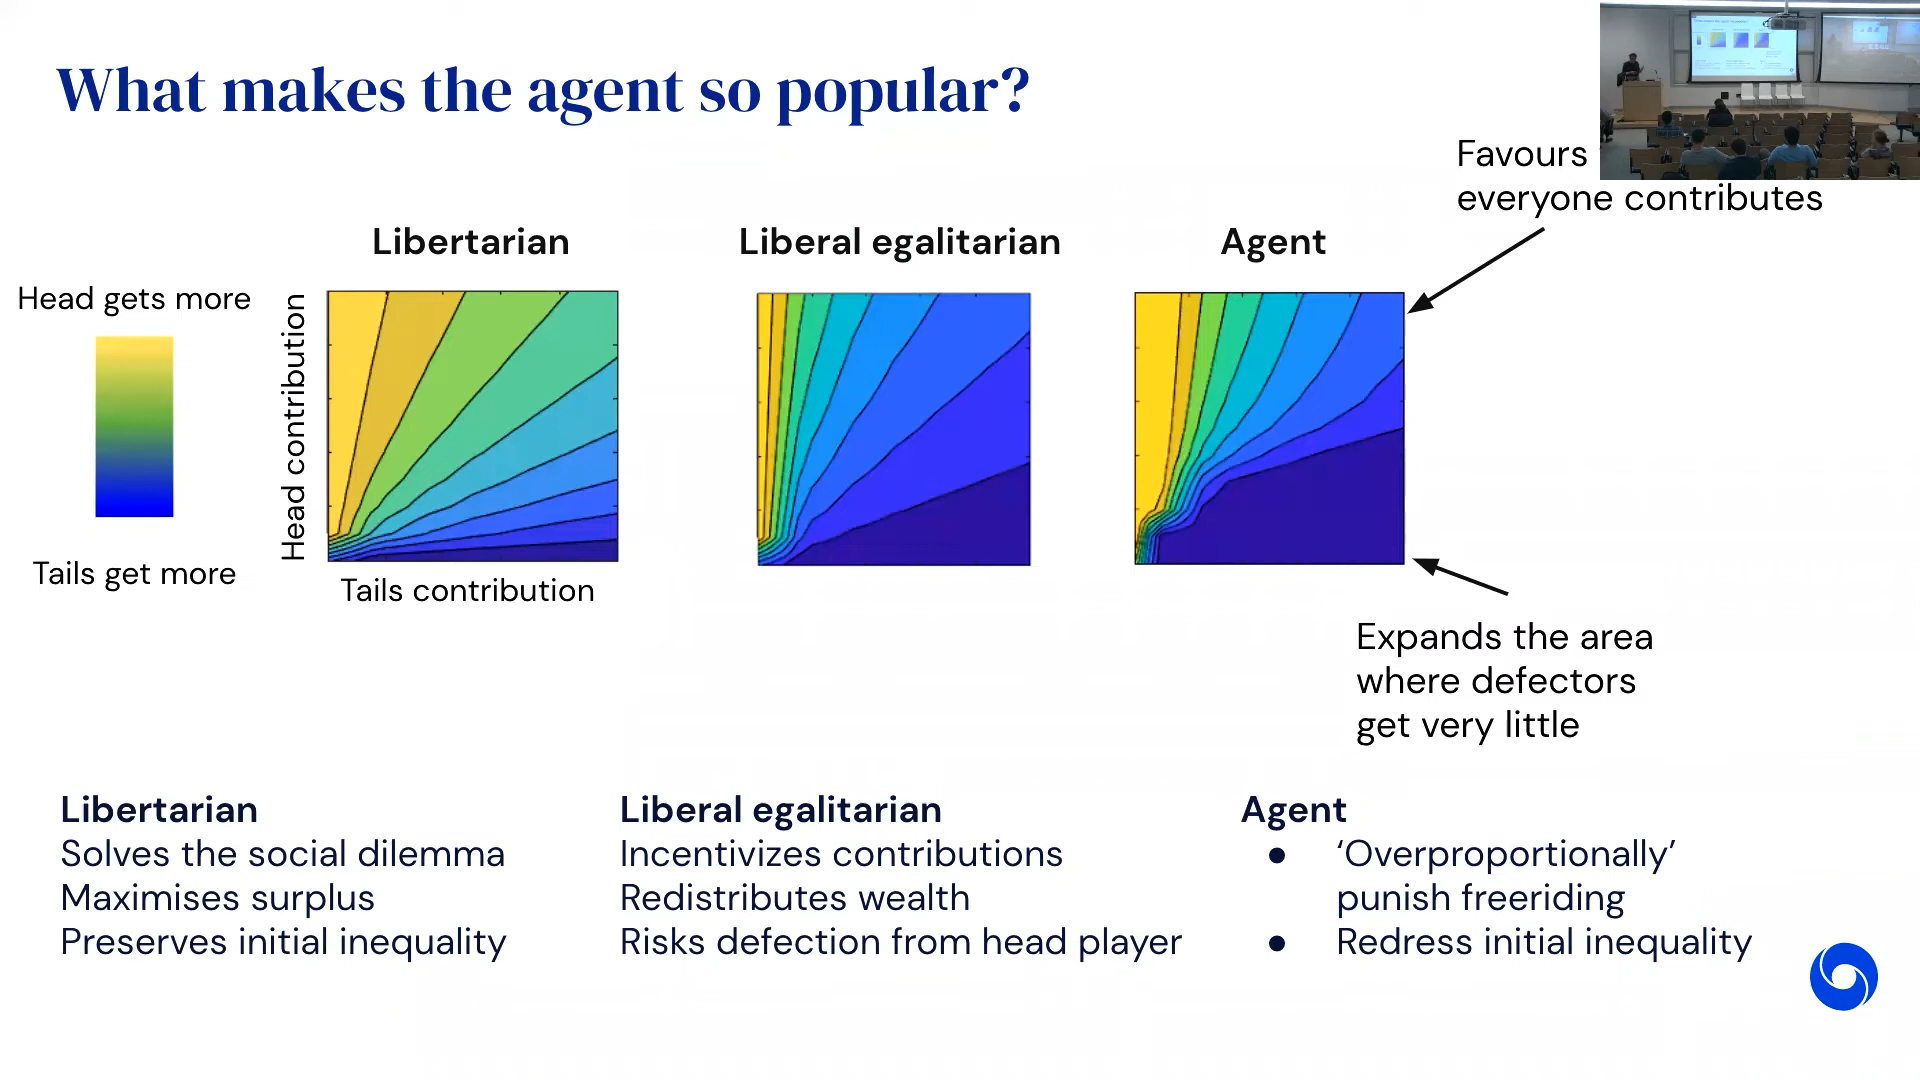 What makes the agent so popular?
Favours
everyone contributes
Libertarian
Liberal egalitarian
Agent
Head gets more
Tails get more
Head contribution
Tails contribution
Expands the area
where defectors
get very little
Libertarian
Solves the social dilemma
Maximises surplus
Preserves initial inequality
Liberal egalitarian
Incentivizes contributions
Redistributes wealth
Risks defection from head player
Agent
● ‘Overproportionally’
punish freeriding
● Redress initial inequality